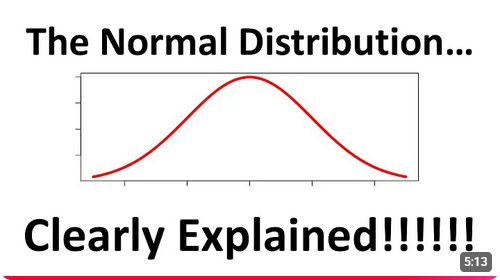 The Normal Distribution...
Clearly Explained!!!!!!
5:13